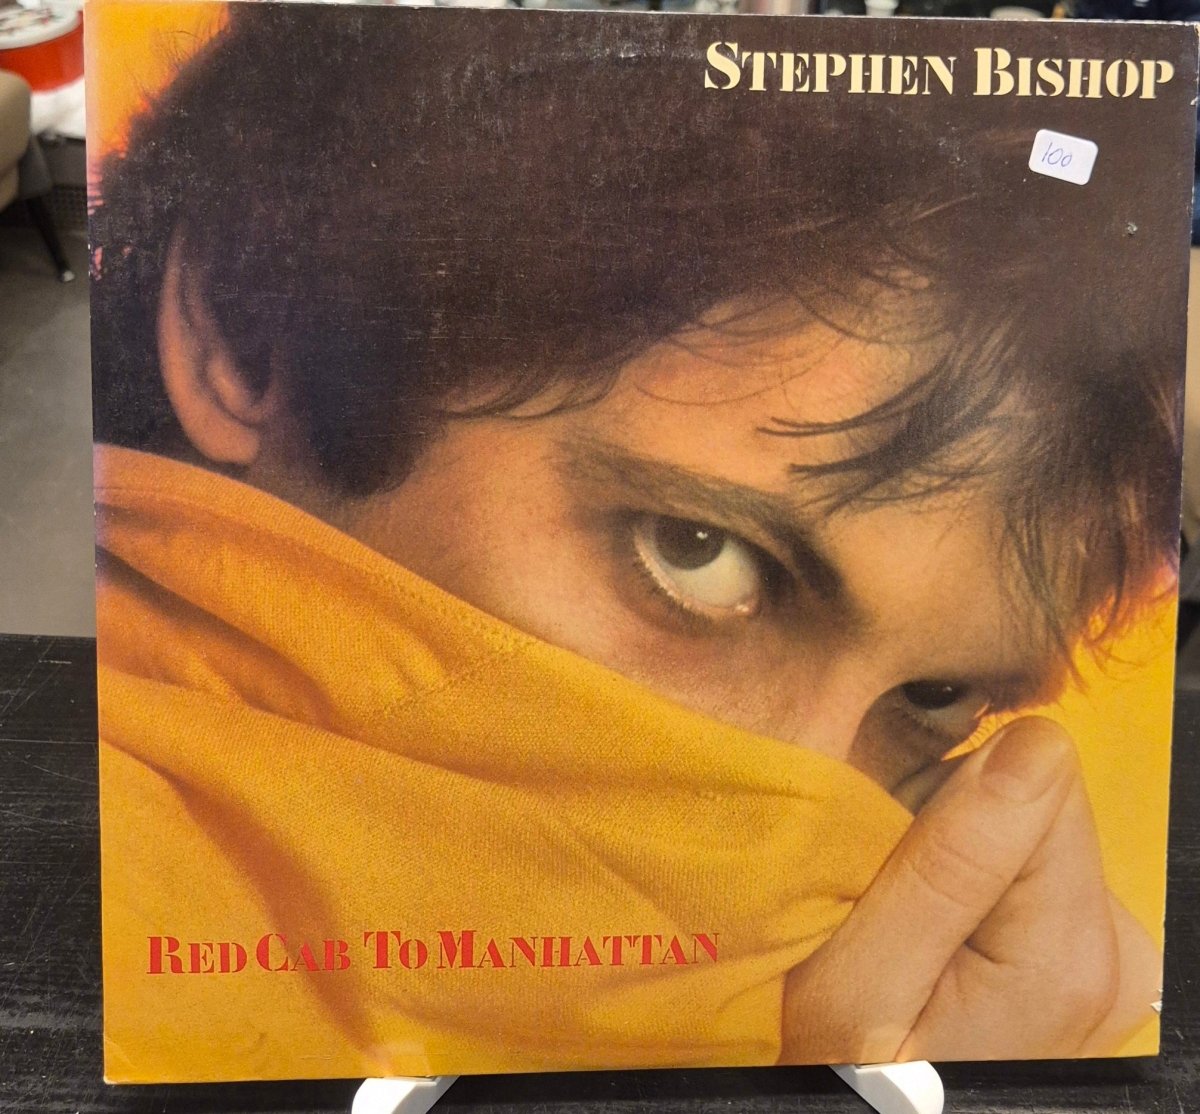 STEPHEN BISHOP
100
RED CAB TO MANHATTAN